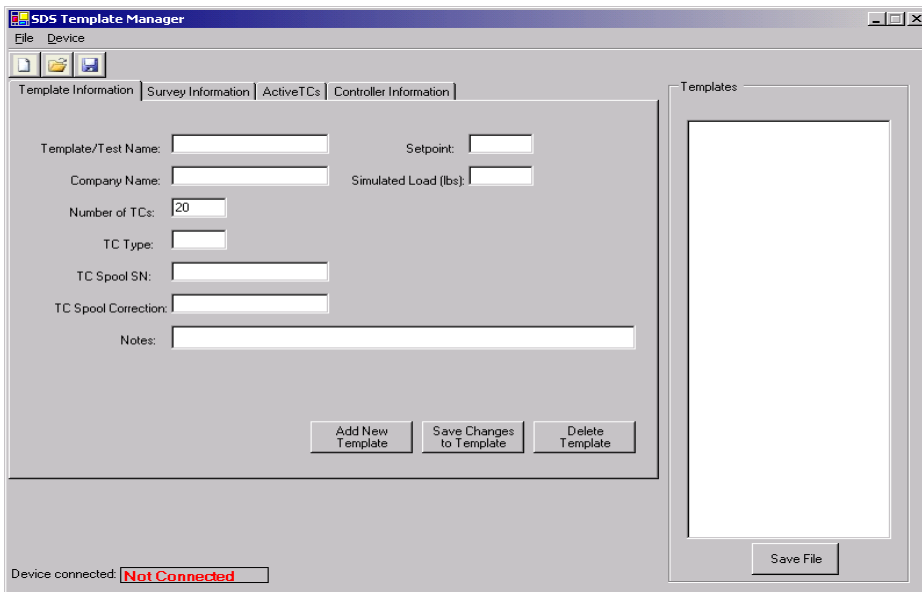 SDS Template Manager
File Device
Template Information Survey Information ActiveTCs Controller Information
Templates
Template/Test Name:
Setpoint:
Company Name:
Simulated Load (lbs):
Number of TCs: 20
TC Type:
TC Spool SN:
TC Spool Correction:
Notes:
Add New
Template
Save Changes
to Template
Delete
Template
Save File
Device connected: Not Connected